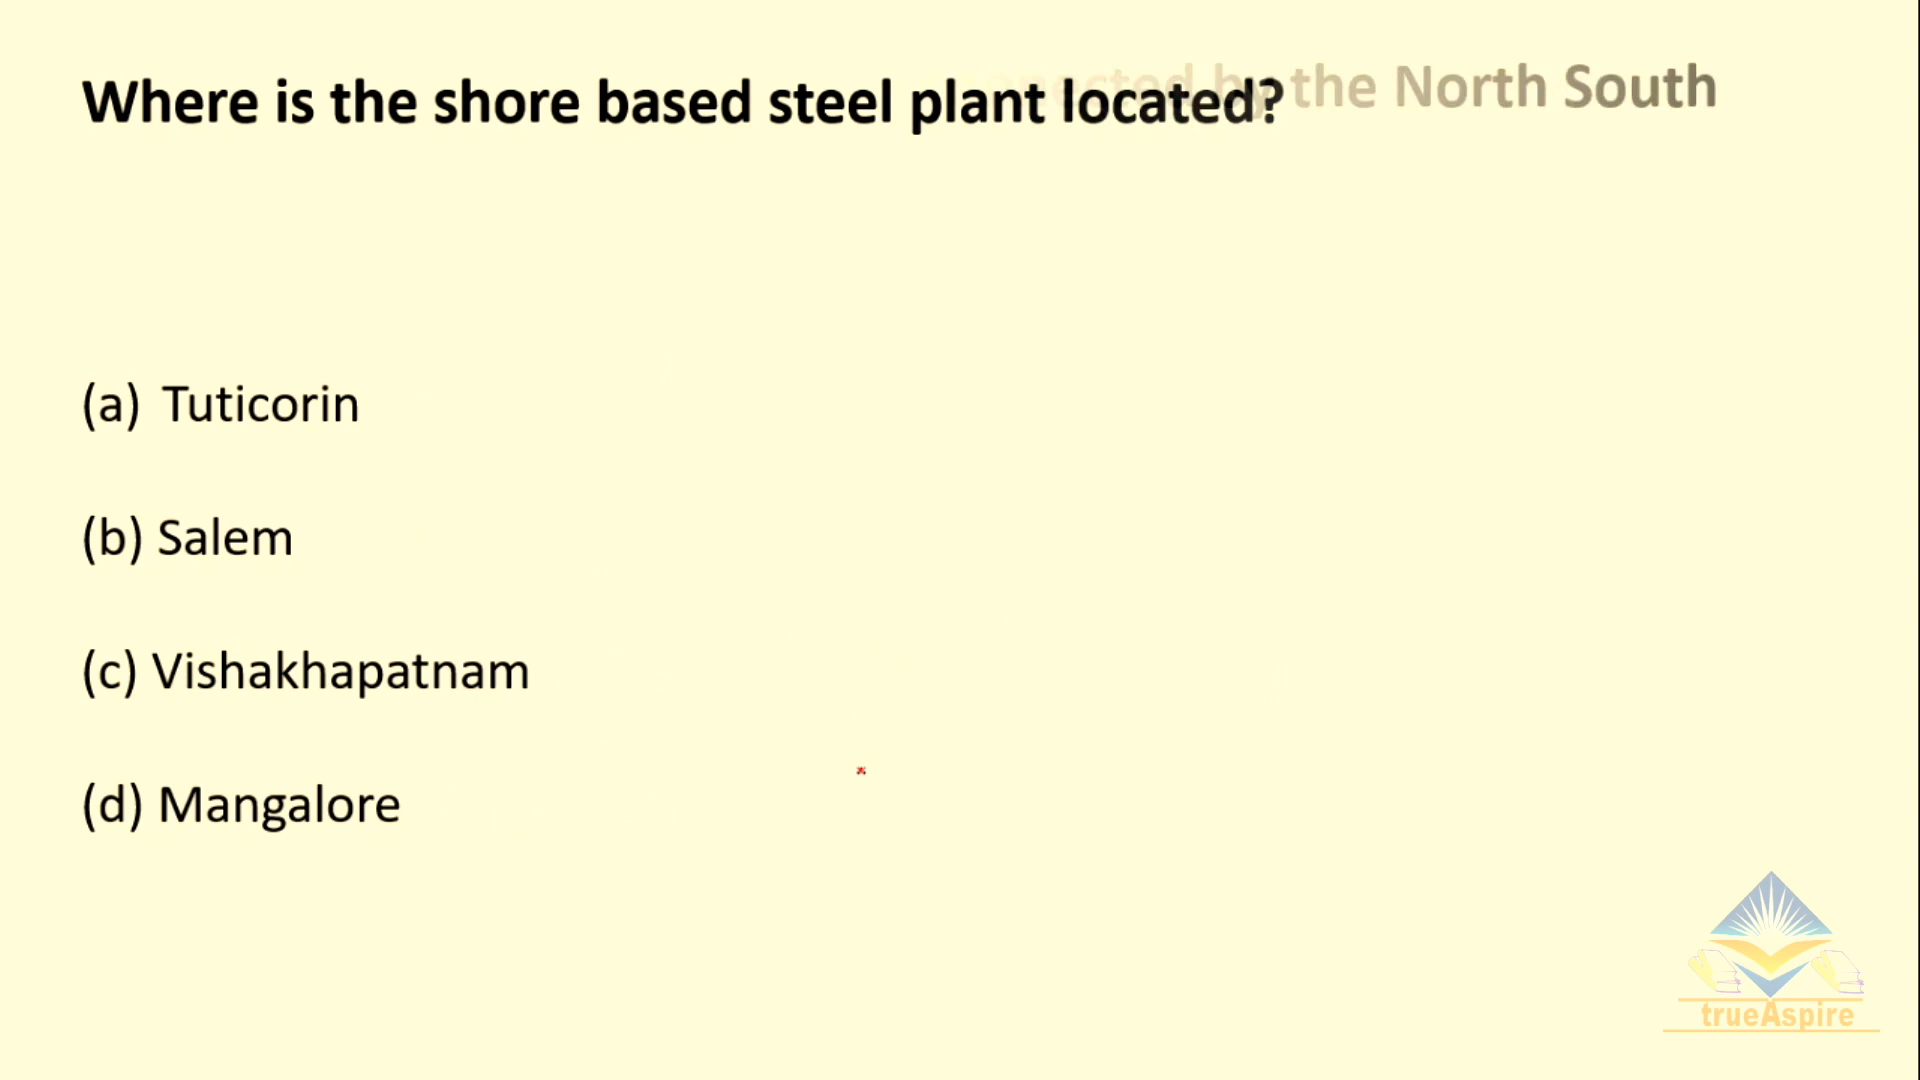 Where is the shore based steel plant located?
the North South
(a) Tuticorin
(b) Salem
(c) Vishakhapatnam
(d) Mangalore
trueAspire